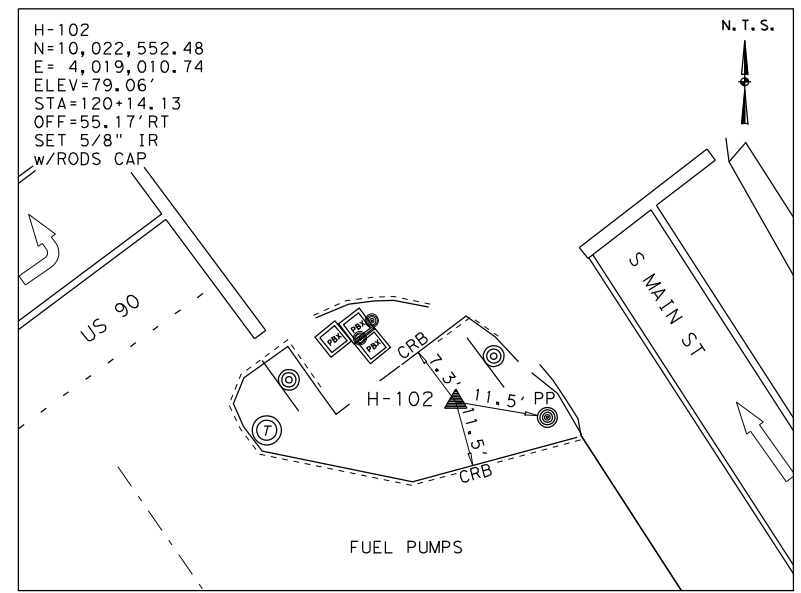 H-102
N=10,022,552.48
E= 4,019,010.74
ELEV=79.06'
STA=120+14.13
OFF=55.17'RT
SET 5/8" IR
w/RODS CAP
N.T.S.
US 90
S MAIN ST
PBX
PBX
PBX
CRB
7.3'
H-102
11.5' PP
11.5'
T
CRB
FUEL PUMPS